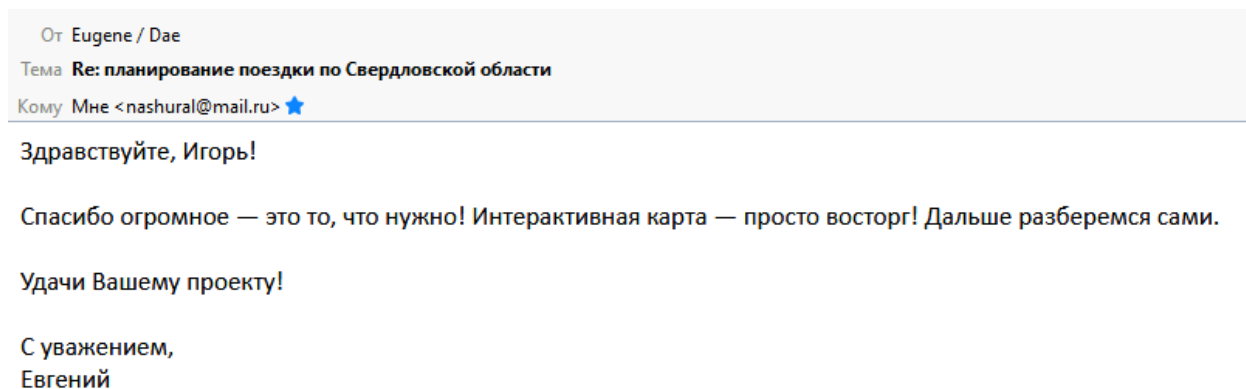 От Eugene / Dae
Тема Re: планирование поездки по Свердловской области
Кому Мне <nashural@mail.ru>
Здравствуйте, Игорь!
Спасибо огромное — это то, что нужно! Интерактивная карта — просто восторг! Дальше разберемся сами.
Удачи Вашему проекту!
С уважением,
Евгений